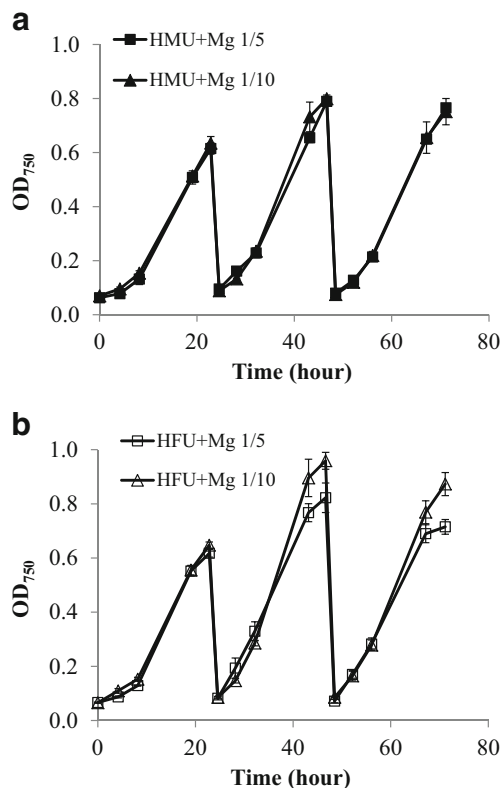 a
HMU+Mg 1/5
HMU+Mg 1/10
1.0
0.8
0.6
0.4
0.2
0.0
OD750
0 20 40 60 80
Time (hour)
b
HFU+Mg 1/5
HFU+Mg 1/10
1.0
0.8
0.6
0.4
0.2
0.0
OD750
0 20 40 60 80
Time (hour)